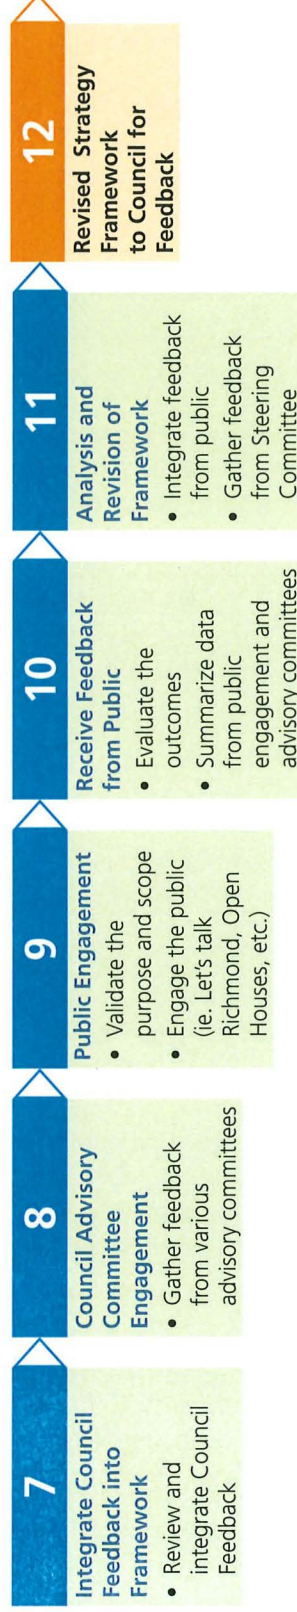 7
Integrate Council
Feedback into
Framework
• Review and
integrate Council
Feedback
8
Council Advisory
Committee
Engagement
• Gather feedback
from various
advisory committees
9
Public Engagement
• Validate the
purpose and scope
• Engage the public
(ie. Let's talk
Richmond, Open
Houses, etc.)
10
Receive Feedback
from Public
• Evaluate the
outcomes
• Summarize data
from public
engagement and
advisory committees
11
Analysis and
Revision of
Framework
• Integrate feedback
from public
• Gather feedback
from Steering
Committee
12
Revised Strategy
Framework
to Council for
Feedback